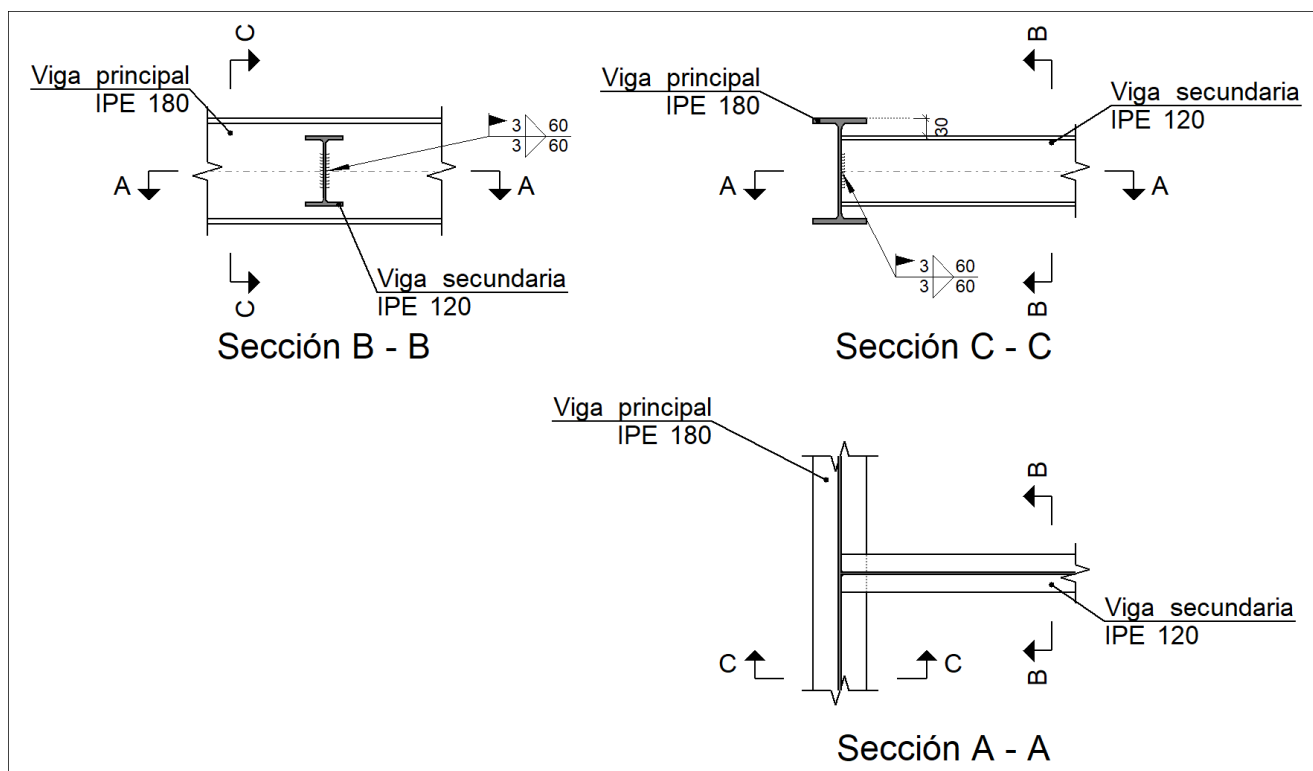 C
Viga principal
IPE 180
3 60
3 60
A
A
Viga secundaria
IPE 120
C
Sección B - B
B
Viga principal
IPE 180
30
Viga secundaria
IPE 120
A
A
3 60
3 60
B
Sección C - C
Viga principal
IPE 180
B
Viga secundaria
IPE 120
C
C
B
Sección A - A